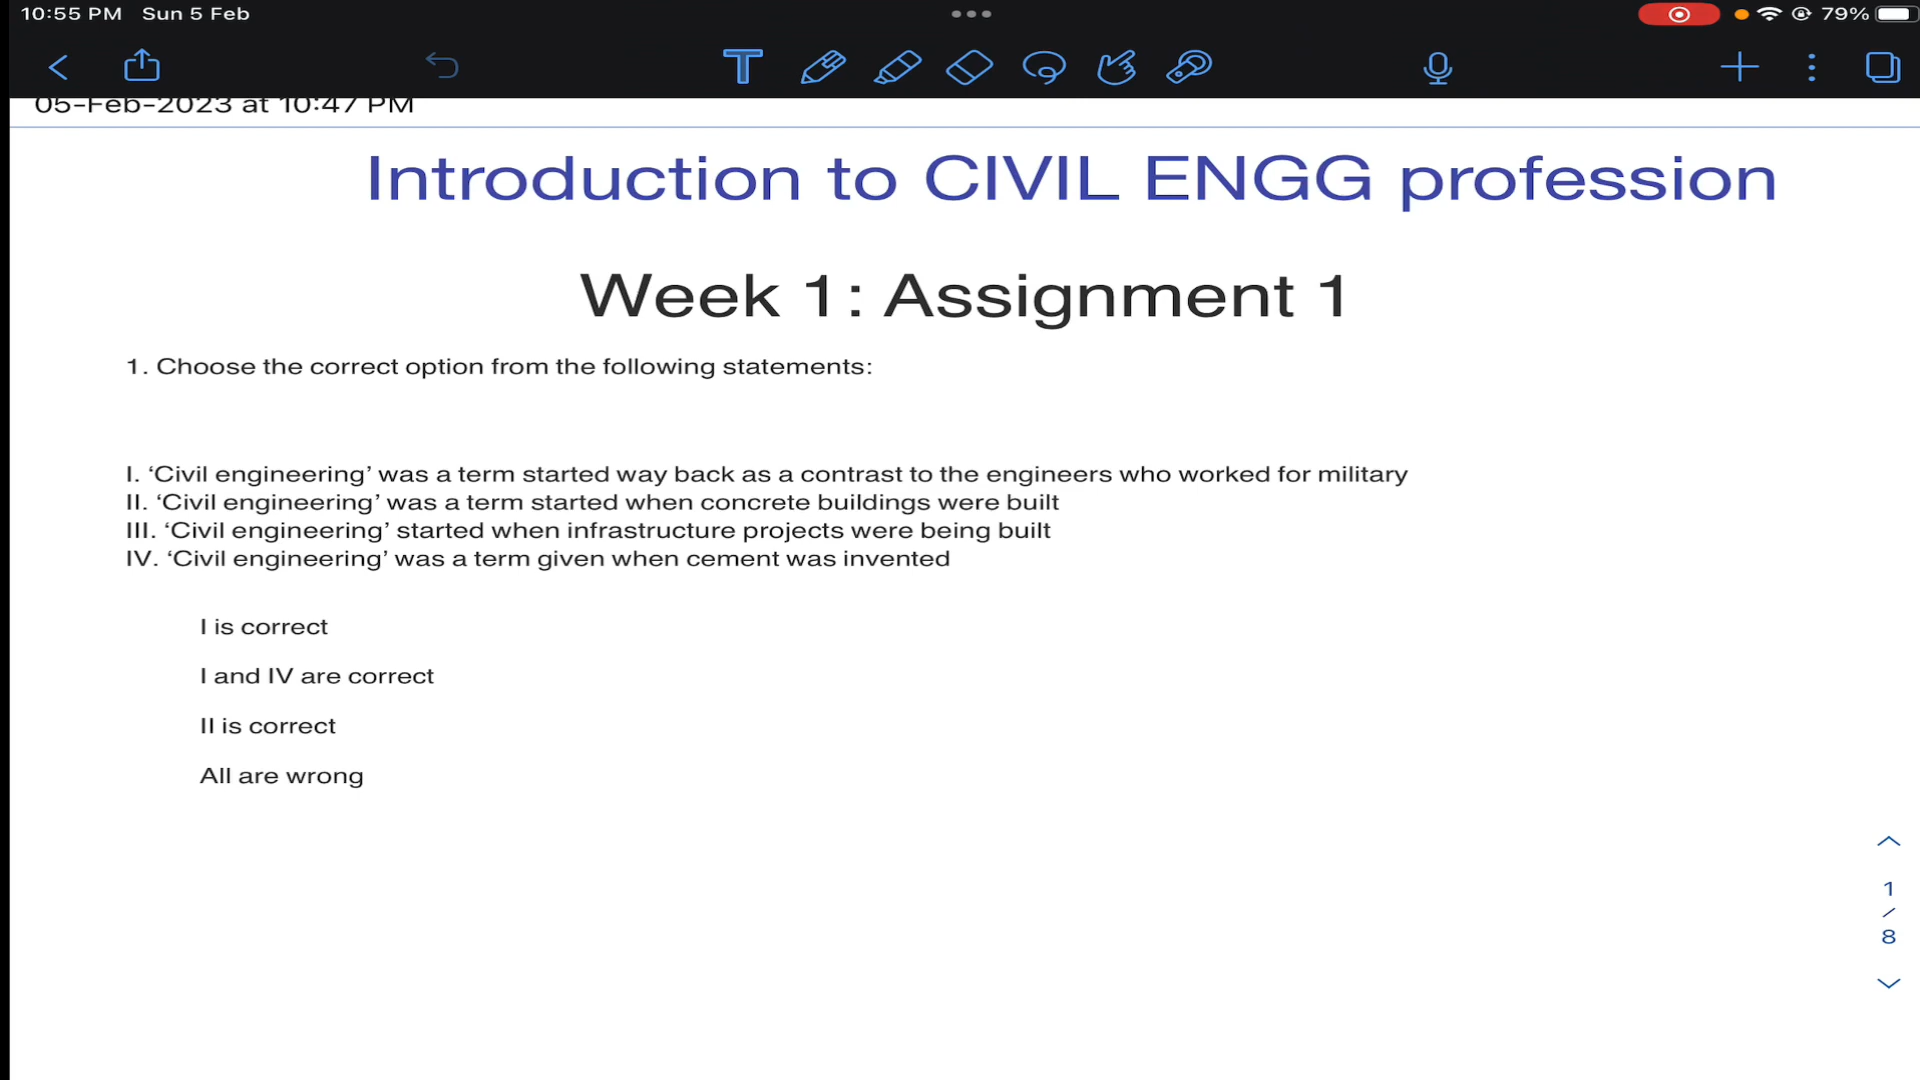 10:55 PM Sun 5 Feb
79%
05-Feb-2023 at 10:47 PM
Introduction to CIVIL ENGG profession
Week 1: Assignment 1
1. Choose the correct option from the following statements:
I. ‘Civil engineering’ was a term started way back as a contrast to the engineers who worked for military
II. ‘Civil engineering’ was a term started when concrete buildings were built
III. ‘Civil engineering’ started when infrastructure projects were being built
IV. ‘Civil engineering’ was a term given when cement was invented
I is correct
I and IV are correct
II is correct
All are wrong
1
/
8